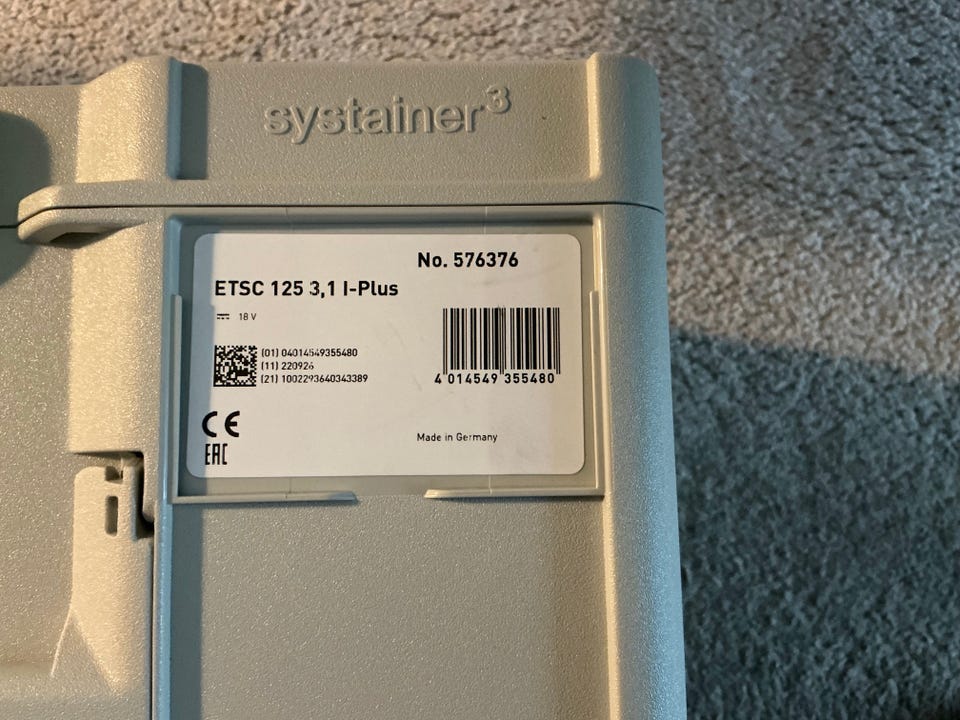 systainer³
No. 576376
ETSC 125 3,1 I-Plus
18 V
(01) 04014549355480
(11) 220926
(21) 1002293640343389
4 014549 355480
CE
EAC
Made in Germany